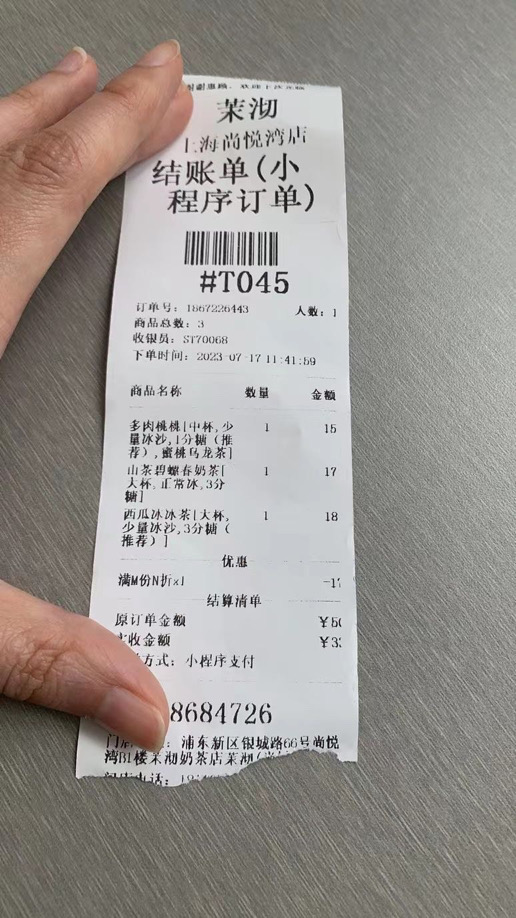 茉沏
上海尚悦湾店
结账单(小
程序订单)
#T045
订单号: 1867226443 人数: 1
商品总数: 3
收银员: ST70068
下单时间: 2023-07-17 11:41:59
商品名称 数量 金额
多肉桃桃[中杯,少 1 15
量冰沙,1分糖(推
荐),蜜桃乌龙茶]
山茶碧螺春奶茶[ 1 17
大杯,正常冰,3分
糖]
西瓜冰冰茶[大杯, 1 18
少量冰沙,3分糖(
推荐)]
优惠
满M份N折x1 -17
结算清单
原订单金额 ¥50
实收金额 ¥33
方式: 小程序支付
8684726
浦东新区银城路66号尚悦
湾B1楼茉沏奶茶店茉沏